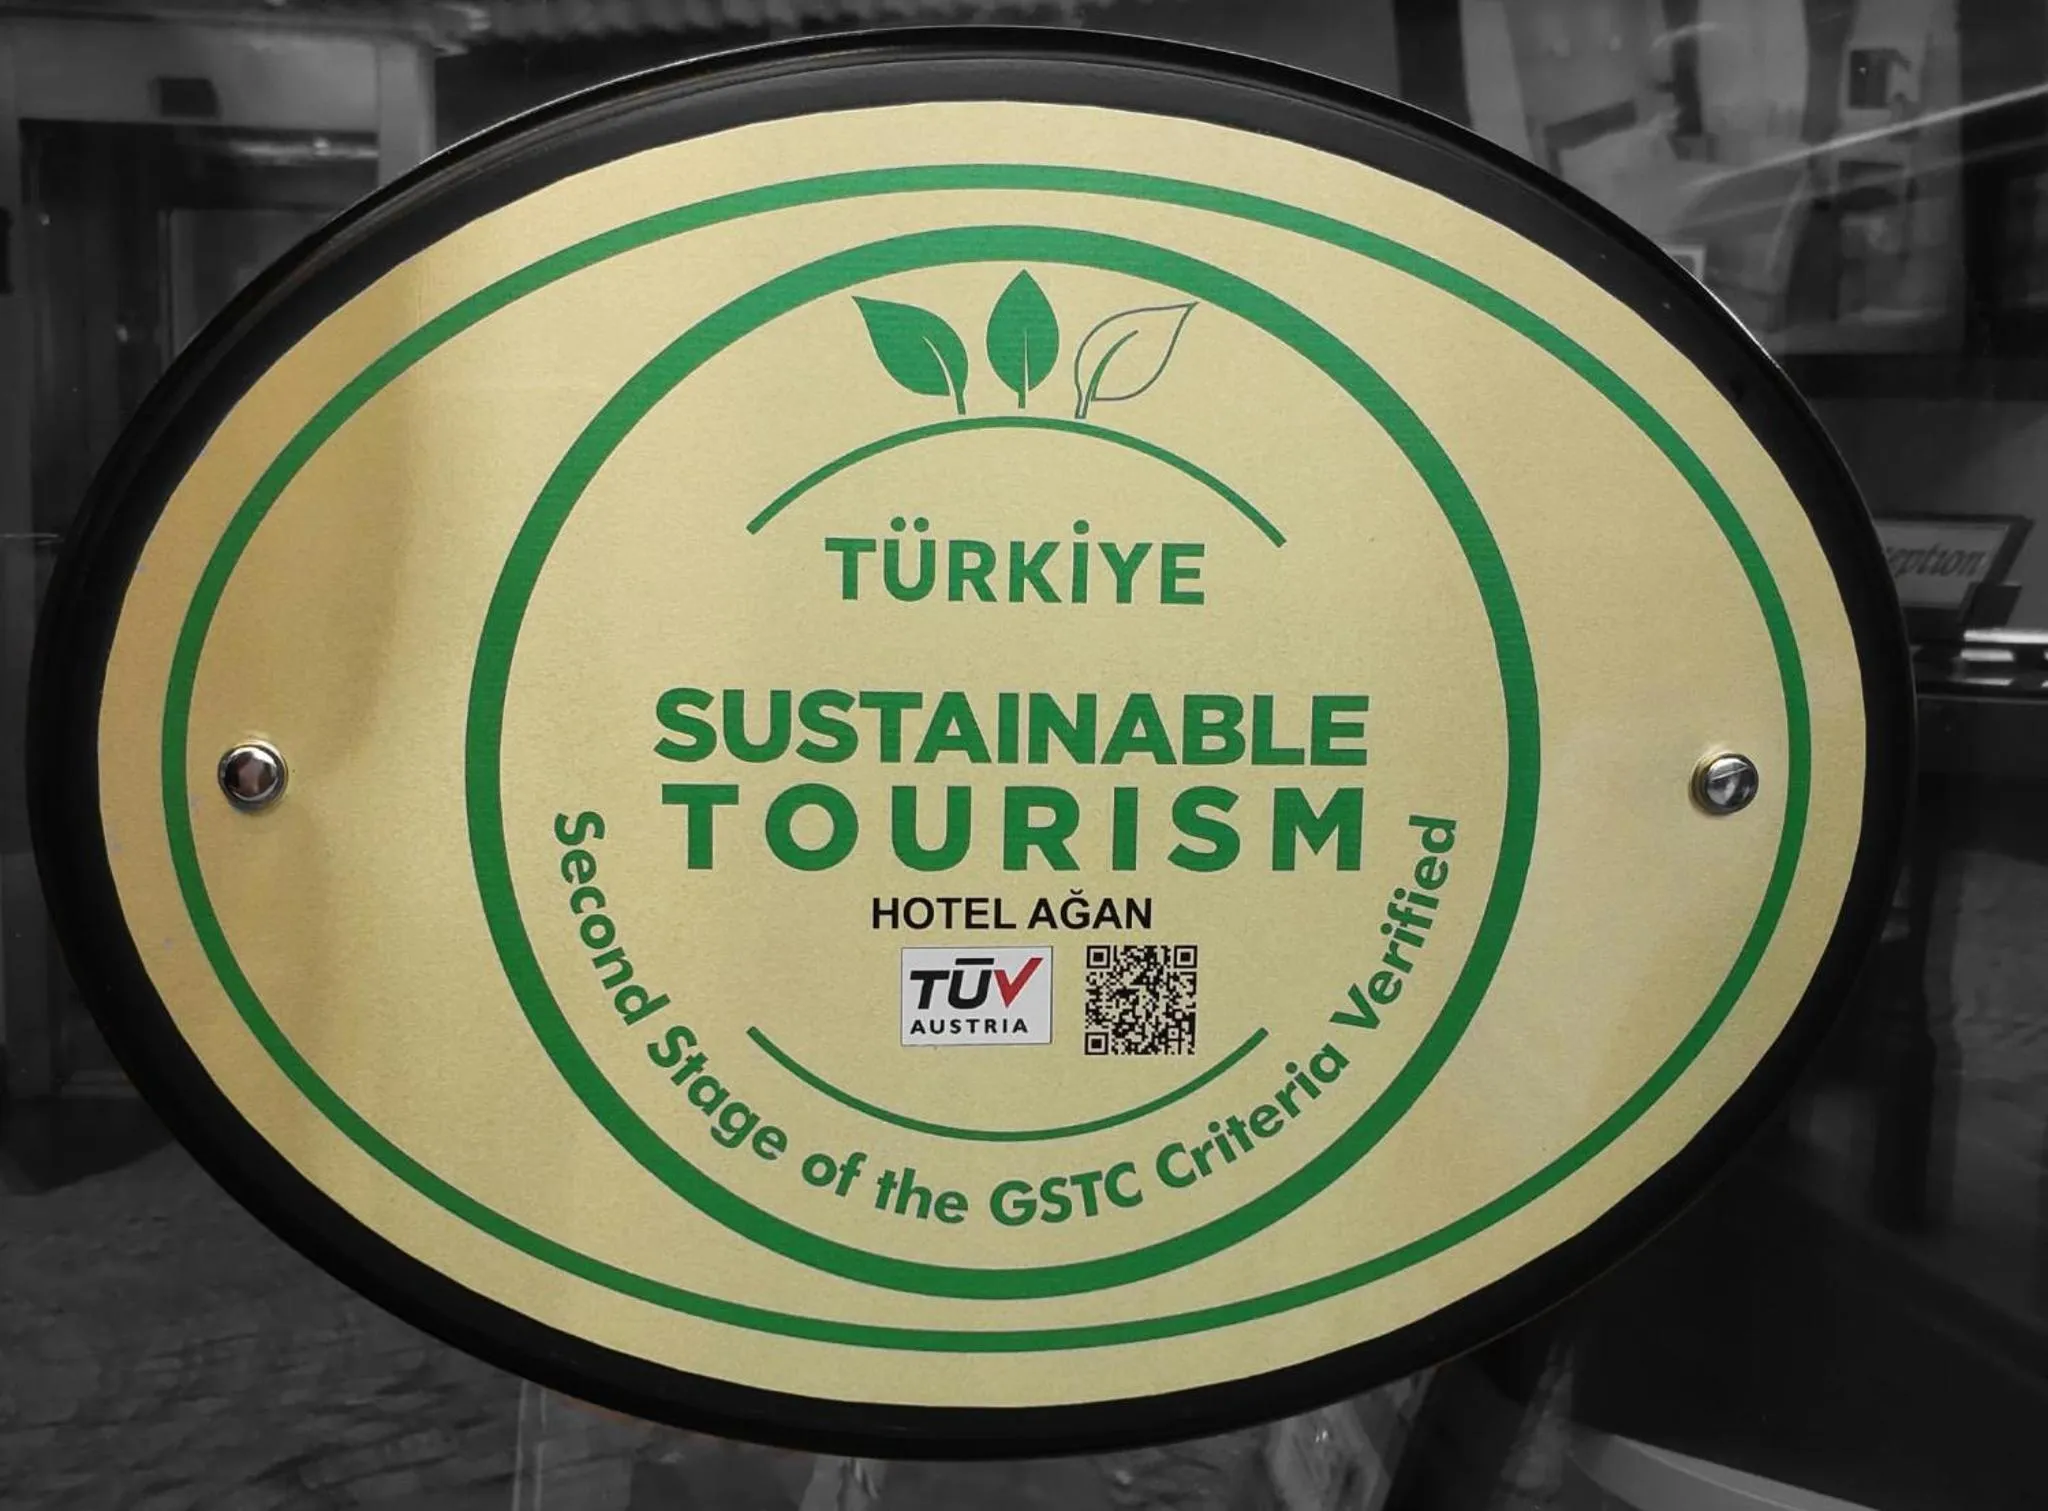 TÜRKİYE
SUSTAINABLE
TOURISM
HOTEL AĞAN
TÜV
AUSTRIA
Second Stage of the GSTC Criteria Verified